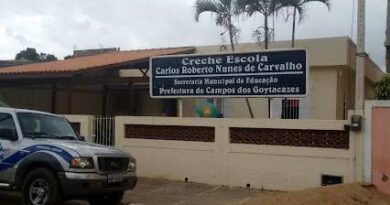 Creche Escola
Carlos Roberto Nunes de Carvalho
Secretaria Municipal de Educação
Prefeitura de Campos dos Goytacazes